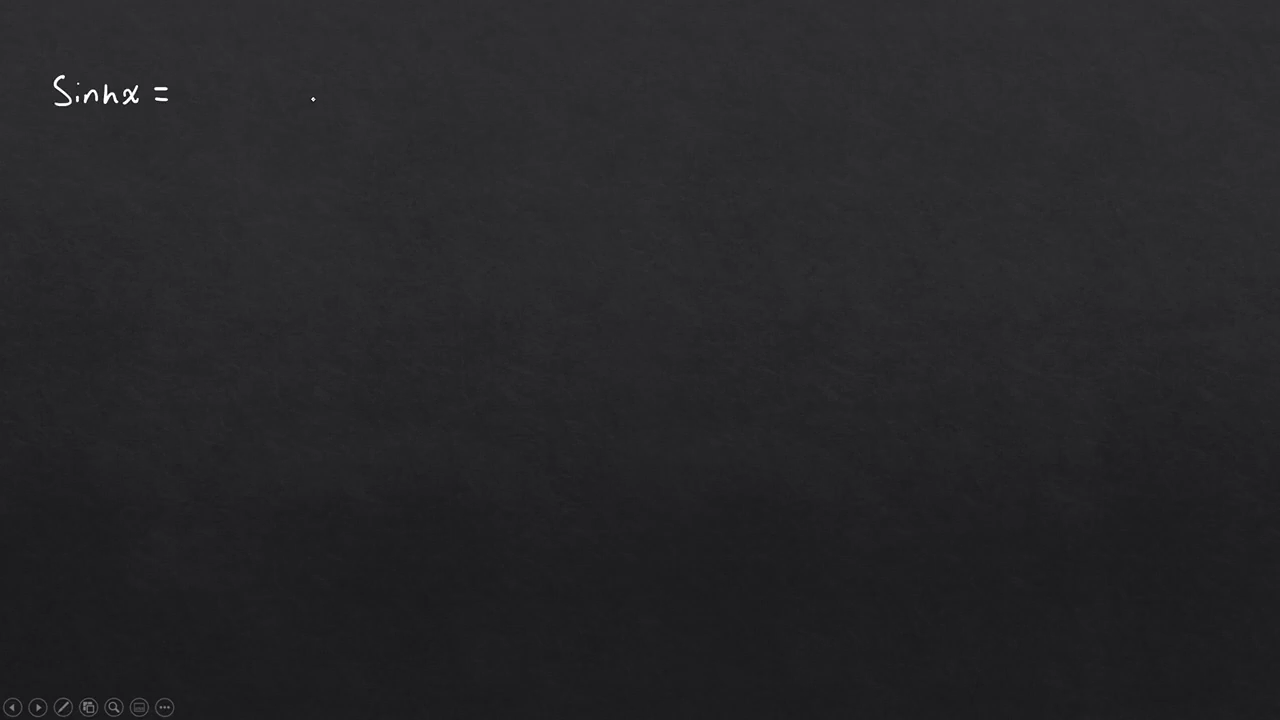 Sinhx =